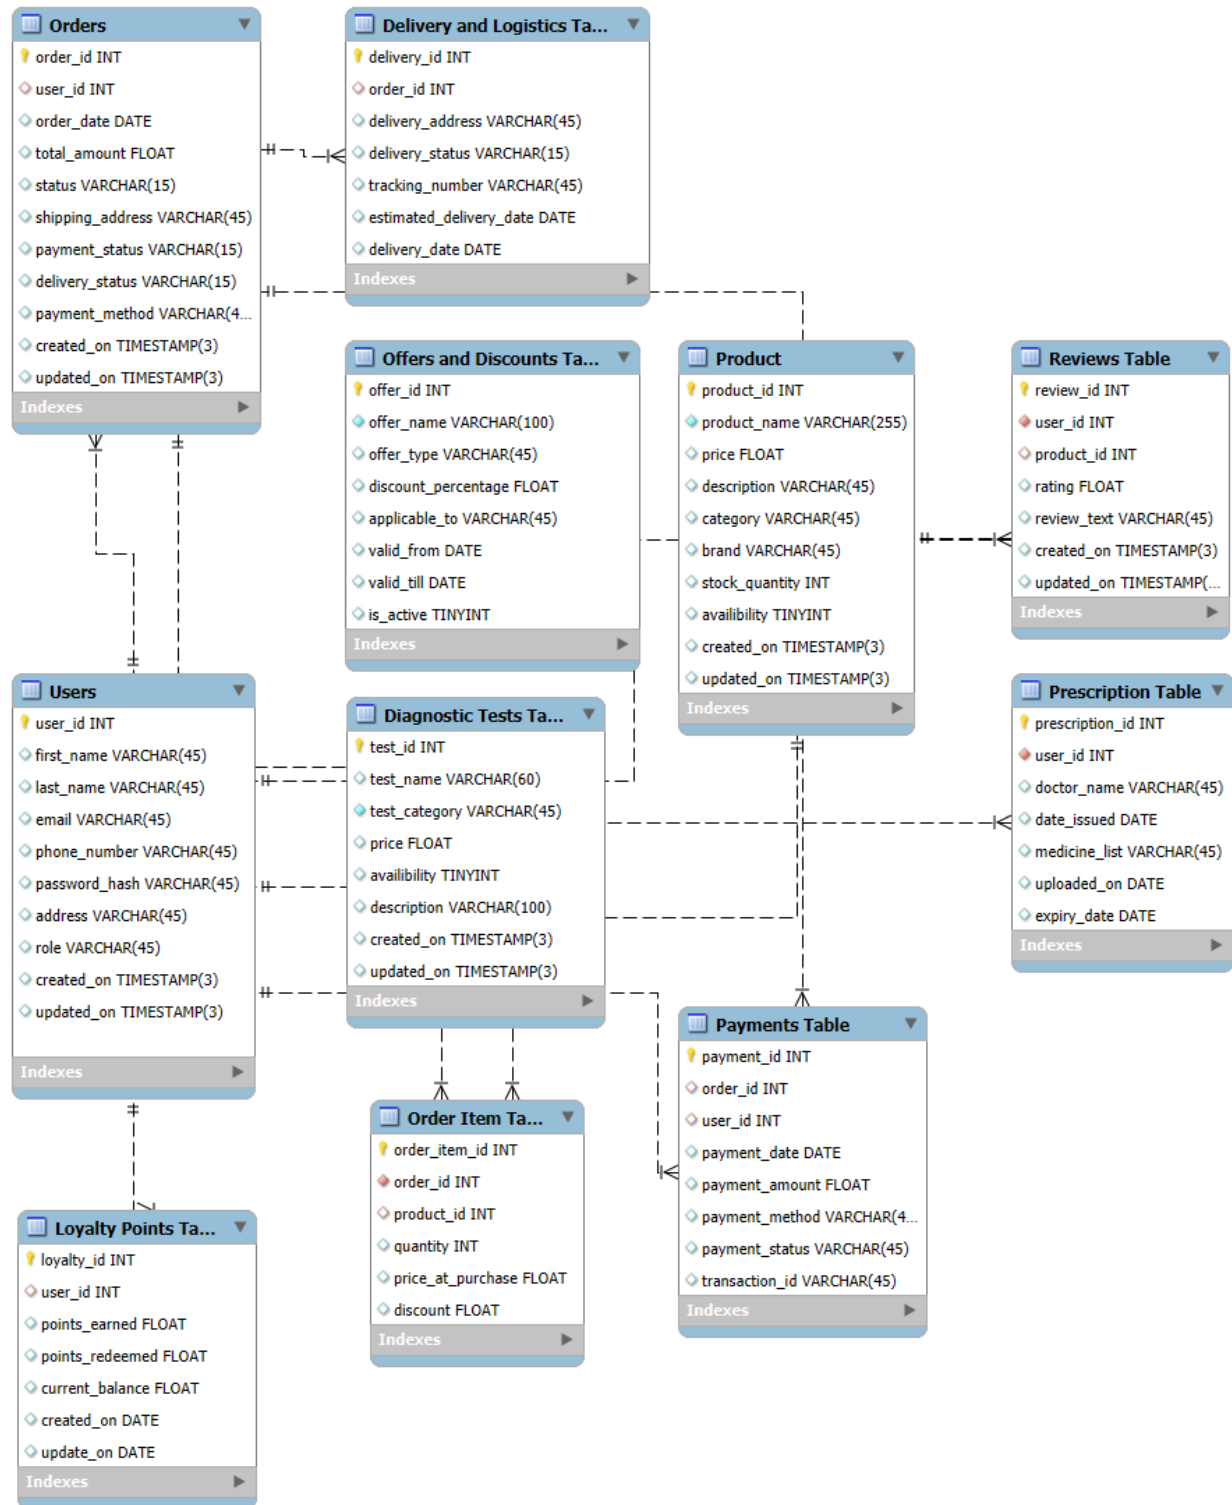 Orders
order_id INT
user_id INT
order_date DATE
total_amount FLOAT
status VARCHAR(15)
shipping_address VARCHAR(45)
payment_status VARCHAR(15)
delivery_status VARCHAR(15)
payment_method VARCHAR(4...
created_on TIMESTAMP(3)
updated_on TIMESTAMP(3)
Indexes
Delivery and Logistics Ta...
delivery_id INT
order_id INT
delivery_address VARCHAR(45)
delivery_status VARCHAR(15)
tracking_number VARCHAR(45)
estimated_delivery_date DATE
delivery_date DATE
Indexes
Offers and Discounts Ta...
offer_id INT
offer_name VARCHAR(100)
offer_type VARCHAR(45)
discount_percentage FLOAT
applicable_to VARCHAR(45)
valid_from DATE
valid_till DATE
is_active TINYINT
Indexes
Product
product_id INT
product_name VARCHAR(255)
price FLOAT
description VARCHAR(45)
category VARCHAR(45)
brand VARCHAR(45)
stock_quantity INT
availibility TINYINT
created_on TIMESTAMP(3)
updated_on TIMESTAMP(3)
Indexes
Reviews Table
review_id INT
user_id INT
product_id INT
rating FLOAT
review_text VARCHAR(45)
created_on TIMESTAMP(3)
updated_on TIMESTAMP(...
Indexes
Users
user_id INT
first_name VARCHAR(45)
last_name VARCHAR(45)
email VARCHAR(45)
phone_number VARCHAR(45)
password_hash VARCHAR(45)
address VARCHAR(45)
role VARCHAR(45)
created_on TIMESTAMP(3)
updated_on TIMESTAMP(3)
Indexes
Diagnostic Tests Ta...
test_id INT
test_name VARCHAR(60)
test_category VARCHAR(45)
price FLOAT
availibility TINYINT
description VARCHAR(100)
created_on TIMESTAMP(3)
updated_on TIMESTAMP(3)
Indexes
Prescription Table
prescription_id INT
user_id INT
doctor_name VARCHAR(45)
date_issued DATE
medicine_list VARCHAR(45)
uploaded_on DATE
expiry_date DATE
Indexes
Payments Table
payment_id INT
order_id INT
user_id INT
payment_date DATE
payment_amount FLOAT
payment_method VARCHAR(4...
payment_status VARCHAR(45)
transaction_id VARCHAR(45)
Indexes
Order Item Ta...
order_item_id INT
order_id INT
product_id INT
quantity INT
price_at_purchase FLOAT
discount FLOAT
Indexes
Loyalty Points Ta...
loyalty_id INT
user_id INT
points_earned FLOAT
points_redeemed FLOAT
current_balance FLOAT
created_on DATE
update_on DATE
Indexes